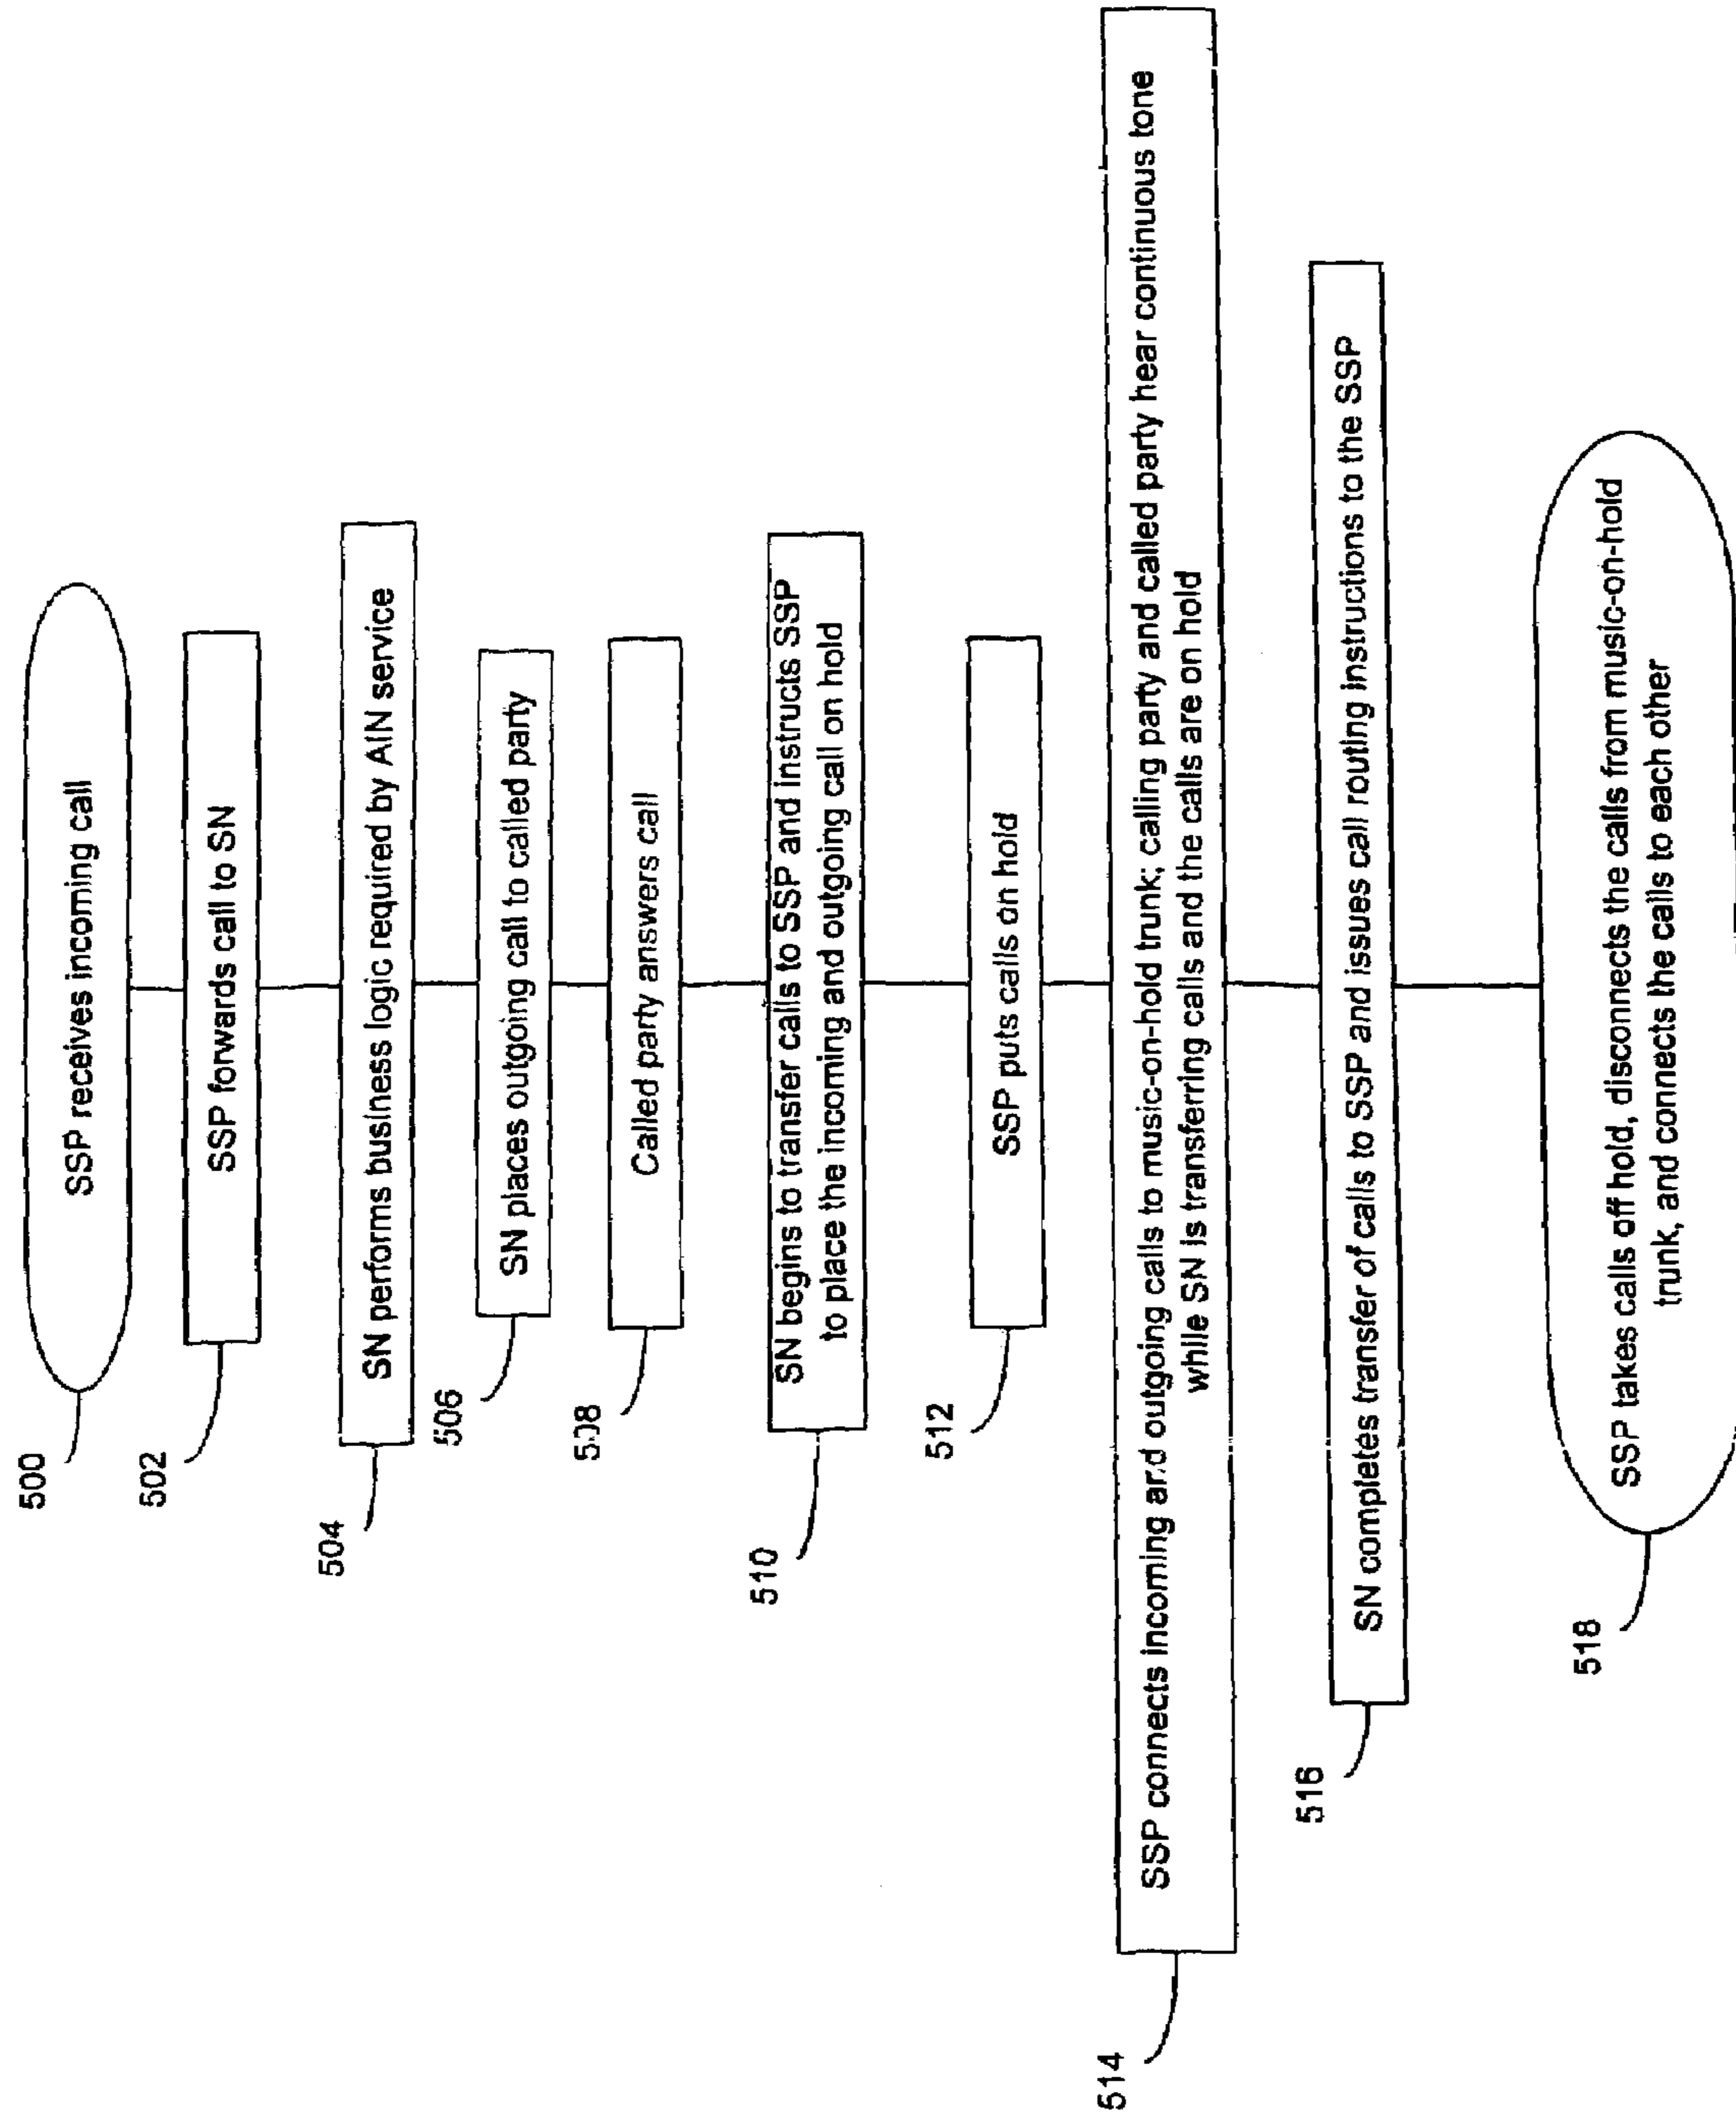 500
SSP receives incoming call
502
SSP forwards call to SN
504
SN performs business logic required by AIN service
506
SN places outgoing call to called party
508
Called party answers call
510
SN begins to transfer calls to SSP and instructs SSP
to place the incoming and outgoing call on hold
512
SSP puts calls on hold
514
SSP connects incoming and outgoing calls to music-on-hold trunk; calling party and called party hear continuous tone
while SN is transferring calls and the calls are on hold
516
SN completes transfer of calls to SSP and issues call routing instructions to the SSP
518
SSP takes calls off hold, disconnects the calls from music-on-hold
trunk, and connects the calls to each other